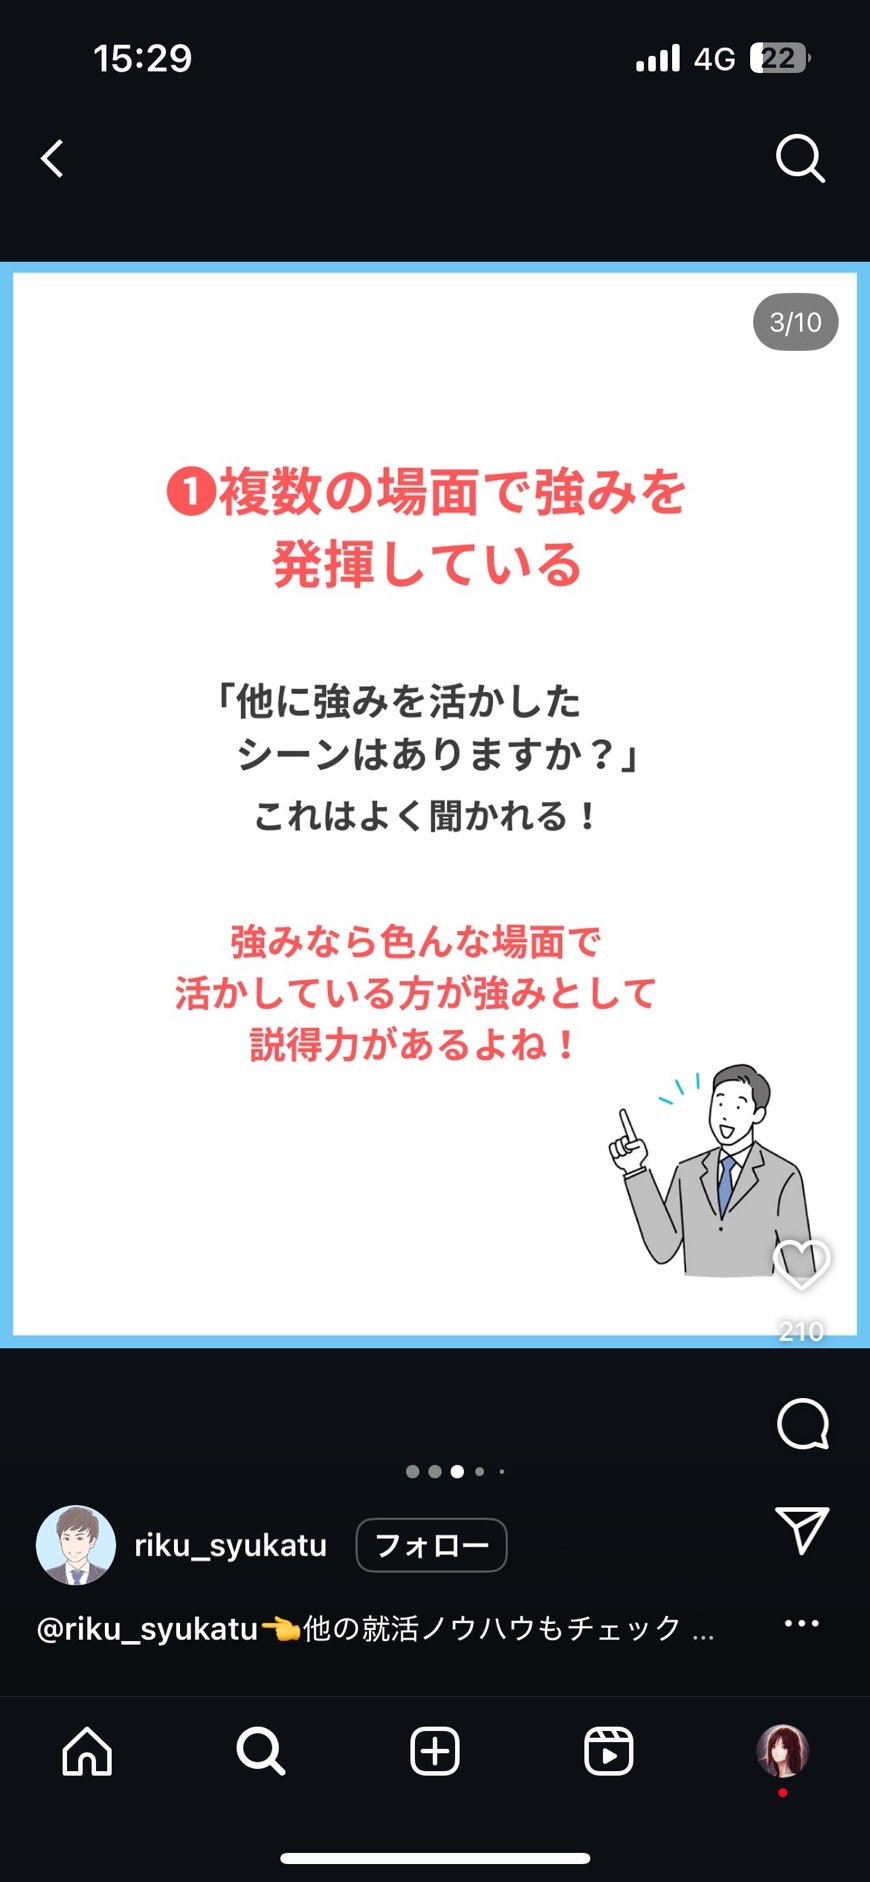 15:29
4G
22
3/10
❶複数の場面で強みを
発揮している
「他に強みを活かした
シーンはありますか？」
これはよく聞かれる！
強みなら色んな場面で
活かしている方が強みとして
説得力があるよね！
210
riku_syukatu
フォロー
@riku_syukatu👈他の就活ノウハウもチェック ...